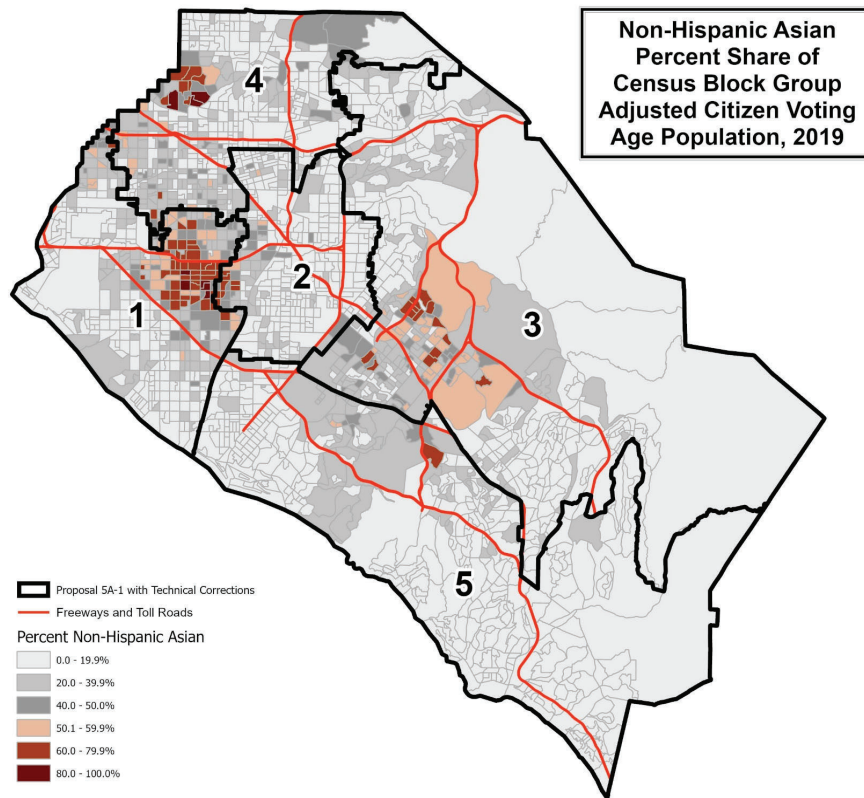 Non-Hispanic Asian
Percent Share of
Census Block Group
Adjusted Citizen Voting
Age Population, 2019
4
2
3
1
5
Proposal 5A-1 with Technical Corrections
Freeways and Toll Roads
Percent Non-Hispanic Asian
0.0 - 19.9%
20.0 - 39.9%
40.0 - 50.0%
50.1 - 59.9%
60.0 - 79.9%
80.0 - 100.0%